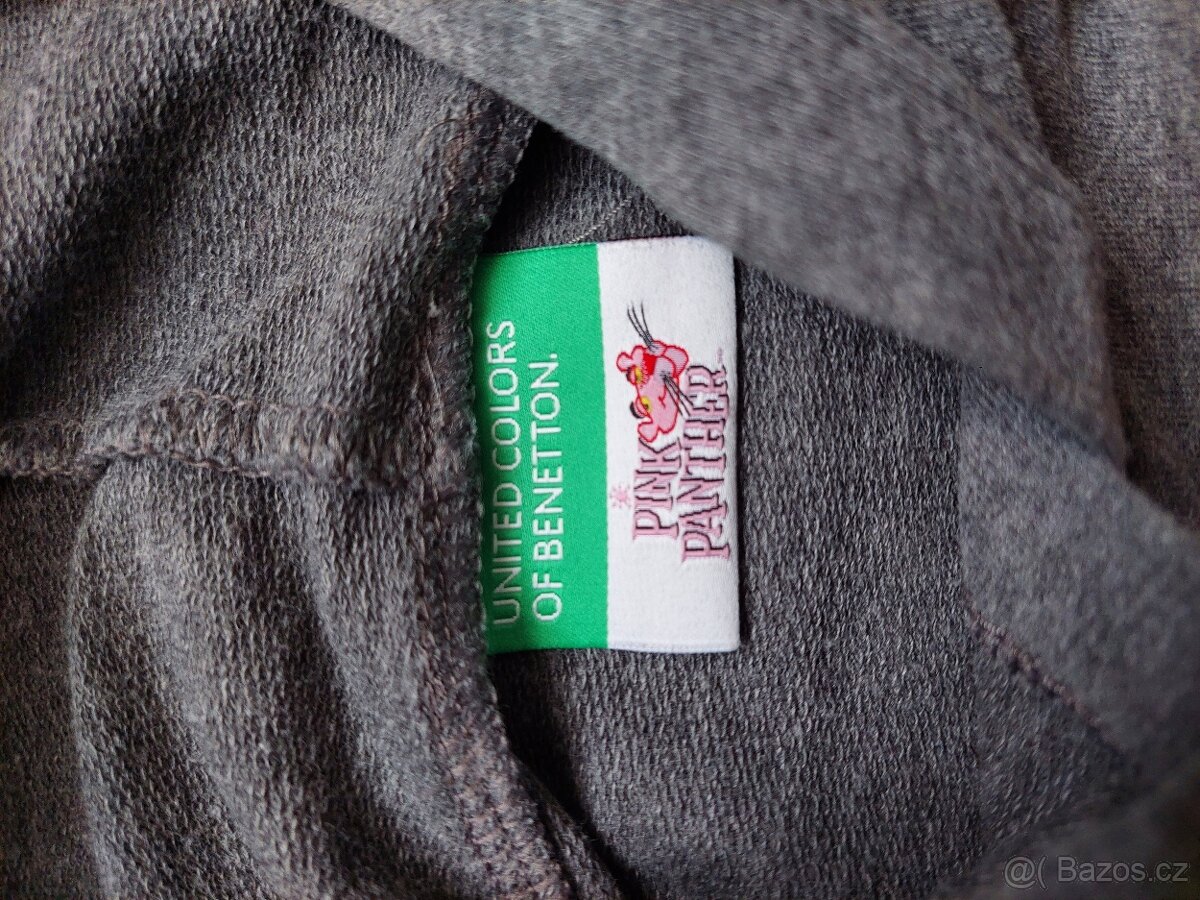 UNITED COLORS
OF BENETTON.
PINK
PANTHER
@( Bazos.cz